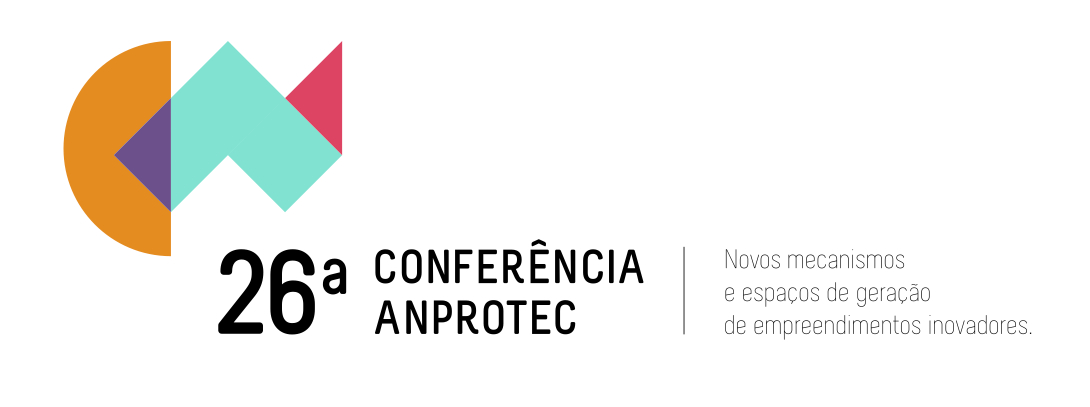 26ª
CONFERÊNCIA
ANPROTEC
Novos mecanismos
e espaços de geração
de empreendimentos inovadores.